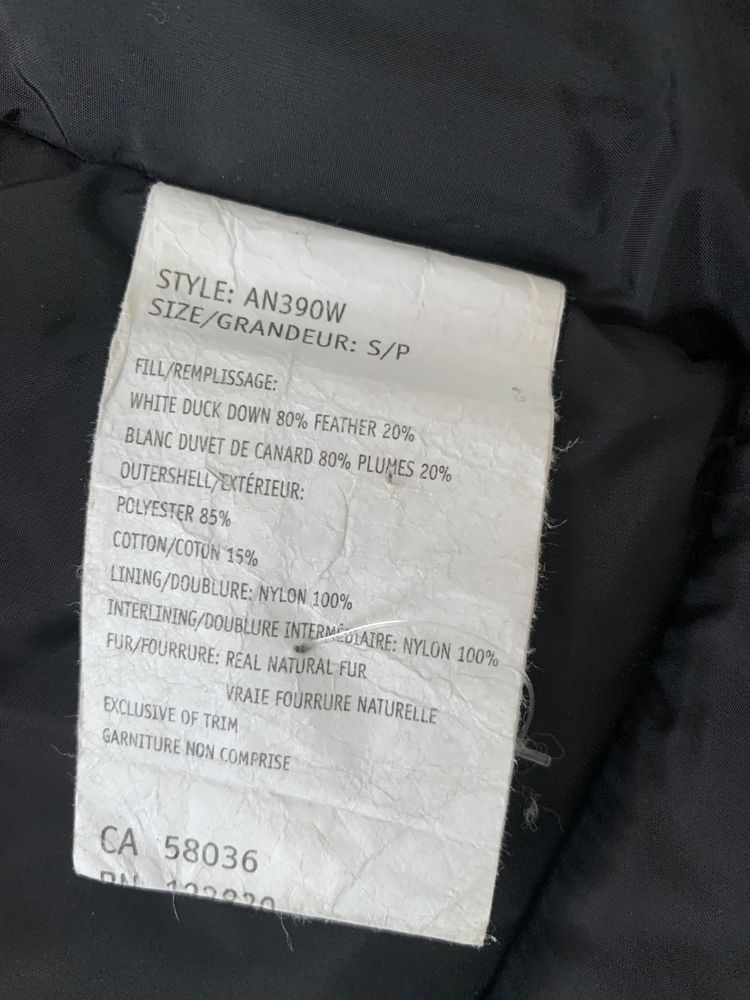 STYLE: AN390W
SIZE/GRANDEUR: S/P
FILL/REMPLISSAGE:
WHITE DUCK DOWN 80% FEATHER 20%
BLANC DUVET DE CANARD 80% PLUMES 20%
OUTERSHELL/EXTÉRIEUR:
POLYESTER 85%
COTTON/COTON 15%
LINING/DOUBLURE: NYLON 100%
INTERLINING/DOUBLURE INTERMÉDIAIRE: NYLON 100%
FUR/FOURRURE: REAL NATURAL FUR
VRAIE FOURRURE NATURELLE
EXCLUSIVE OF TRIM
GARNITURE NON COMPRISE
CA 58036